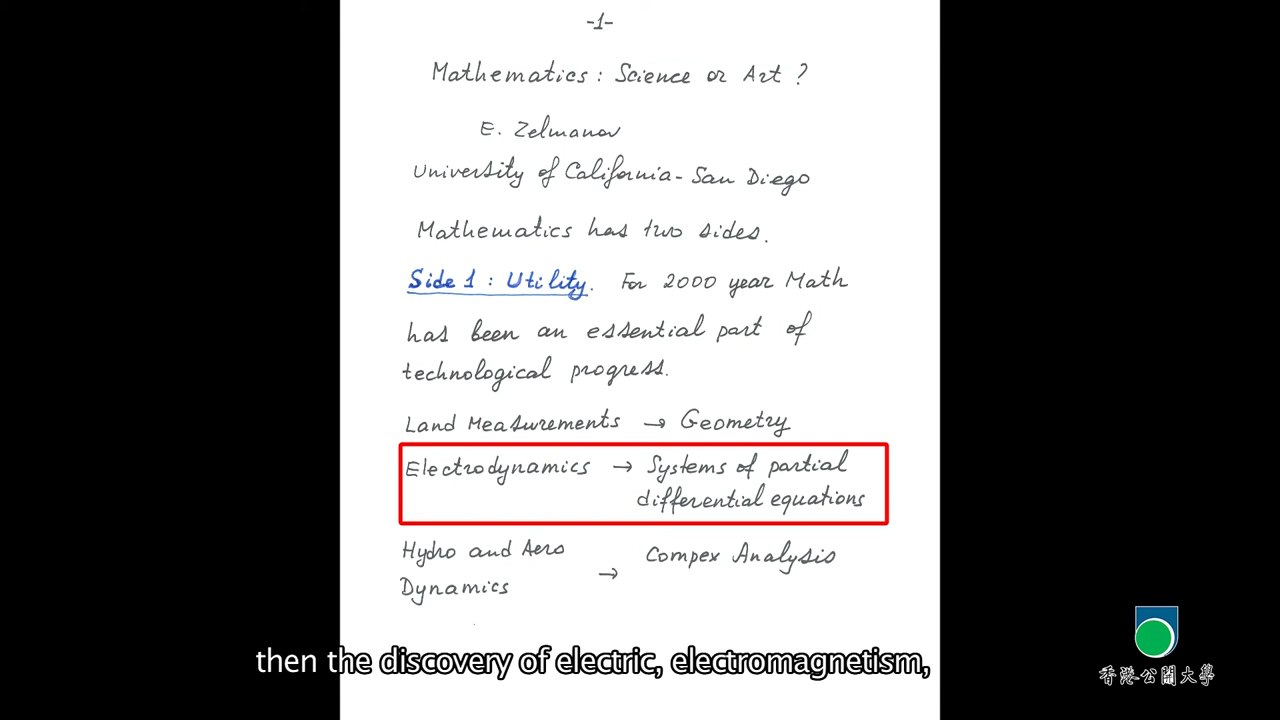 -1-
Mathematics: Science or Art?
E. Zelmanov
University of California - San Diego
Mathematics has two sides.
Side 1 : Utility. For 2000 year Math
has been an essential part of
technological progress.
Land Measurements → Geometry
Electrodynamics → Systems of partial
differential equations
Hydro and Aero
Dynamics → Compex Analysis
then the discovery of electric, electromagnetism,
香港公開大學